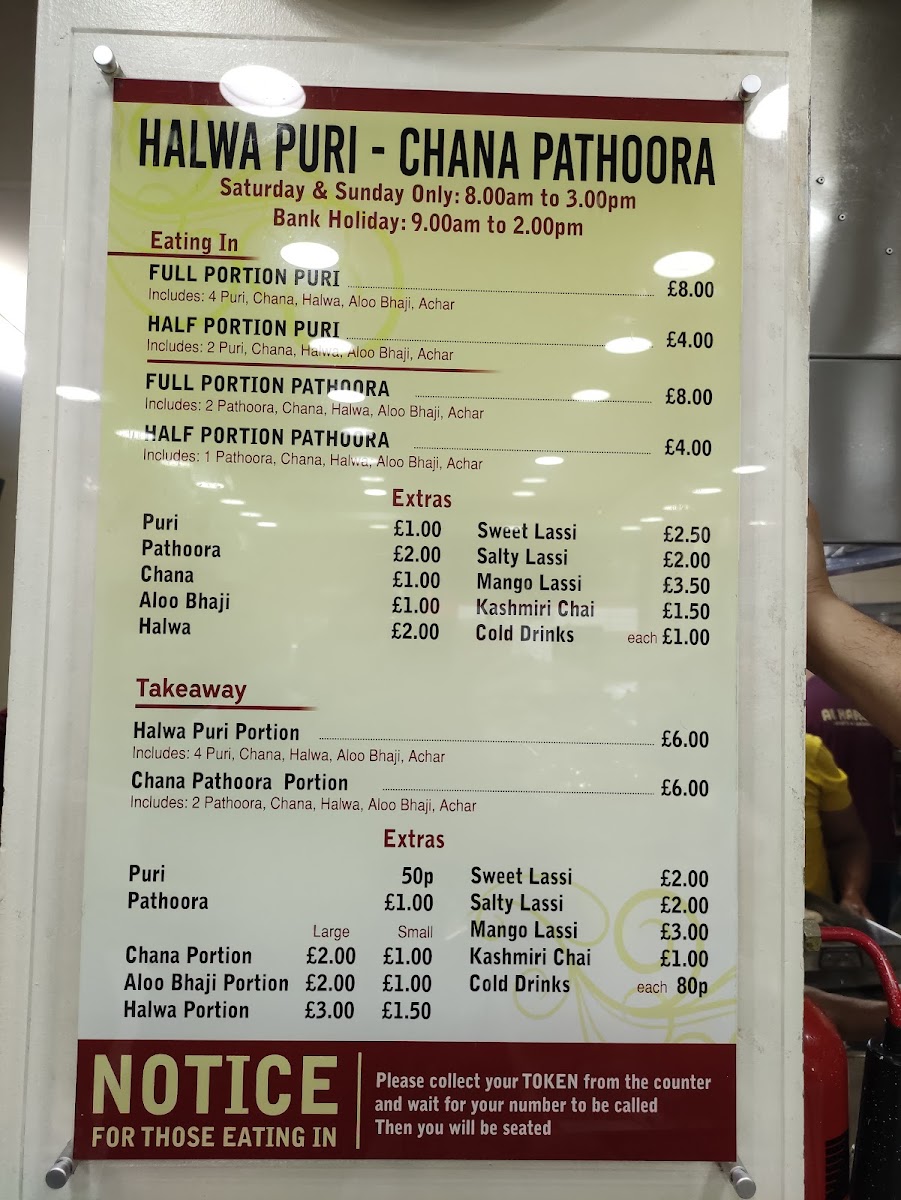 HALWA PURI - CHANA PATHOORA
Saturday & Sunday Only: 8.00am to 3.00pm
Bank Holiday: 9.00am to 2.00pm
Eating In
FULL PORTION PURI £8.00
Includes: 4 Puri, Chana, Halwa, Aloo Bhaji, Achar
HALF PORTION PURI £4.00
Includes: 2 Puri, Chana, Halwa, Aloo Bhaji, Achar
FULL PORTION PATHOORA £8.00
Includes: 2 Pathoora, Chana, Halwa, Aloo Bhaji, Achar
HALF PORTION PATHOORA £4.00
Includes: 1 Pathoora, Chana, Halwa, Aloo Bhaji, Achar
Extras
Puri £1.00 Sweet Lassi £2.50
Pathoora £2.00 Salty Lassi £2.00
Chana £1.00 Mango Lassi £3.50
Aloo Bhaji £1.00 Kashmiri Chai £1.50
Halwa £2.00 Cold Drinks each £1.00
Takeaway
Halwa Puri Portion £6.00
Includes: 4 Puri, Chana, Halwa, Aloo Bhaji, Achar
Chana Pathoora Portion £6.00
Includes: 2 Pathoora, Chana, Halwa, Aloo Bhaji, Achar
Extras
Puri 50p Sweet Lassi £2.00
Pathoora £1.00 Salty Lassi £2.00
Large Small Mango Lassi £3.00
Chana Portion £2.00 £1.00 Kashmiri Chai £1.00
Aloo Bhaji Portion £2.00 £1.00 Cold Drinks each 80p
Halwa Portion £3.00 £1.50
NOTICE
FOR THOSE EATING IN
Please collect your TOKEN from the counter
and wait for your number to be called
Then you will be seated